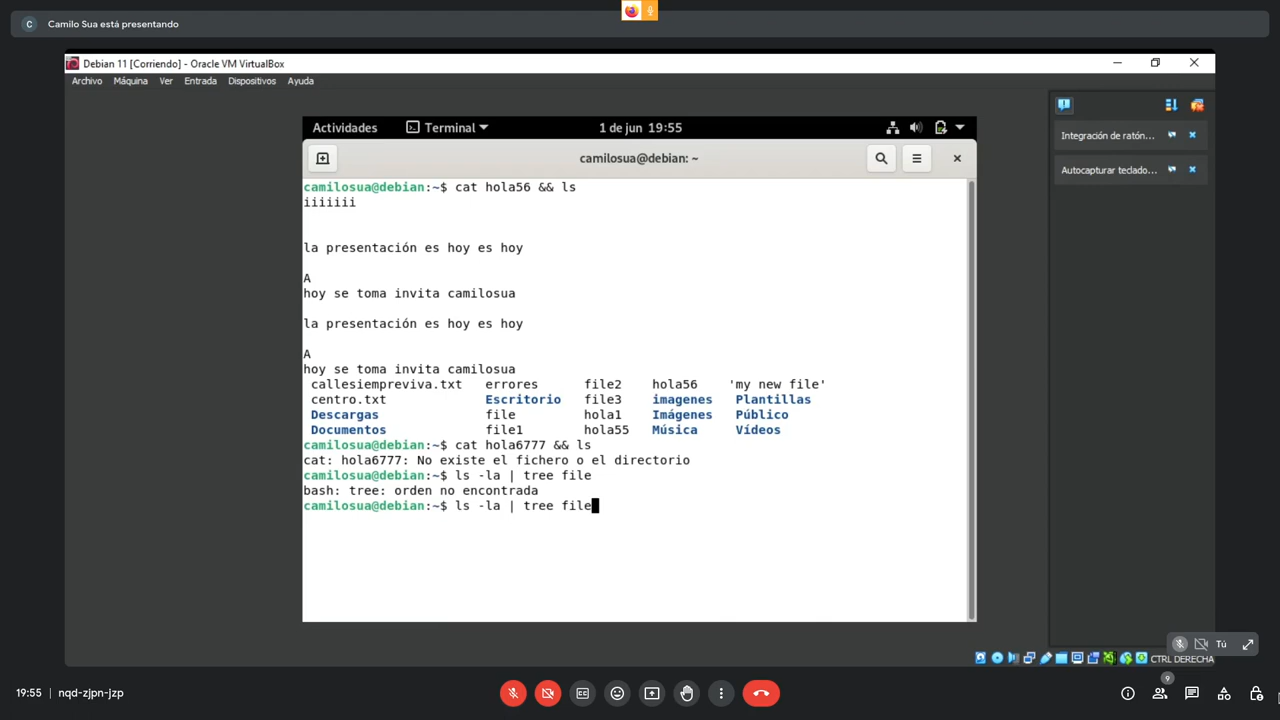 C Camilo Sua está presentando
Debian 11 [Corriendo] - Oracle VM VirtualBox
Archivo Máquina Ver Entrada Dispositivos Ayuda
Actividades Terminal 1 de jun 19:55
camilosua@debian: ~
Integración de ratón...
Autocapturar teclado...
camilosua@debian:~$ cat hola56 && ls
iiiiiii
la presentación es hoy es hoy
A
hoy se toma invita camilosua
la presentación es hoy es hoy
A
hoy se toma invita camilosua
callesiempreviva.txt errores file2 hola56 'my new file'
centro.txt Escritorio file3 imagenes Plantillas
Descargas file hola1 Imágenes Público
Documentos file1 hola55 Música Vídeos
camilosua@debian:~$ cat hola6777 && ls
cat: hola6777: No existe el fichero o el directorio
camilosua@debian:~$ ls -la | tree file
bash: tree: orden no encontrada
camilosua@debian:~$ ls -la | tree file
Tú
CTRL DERECHA
19:55 nqd-zjpn-jzp
9